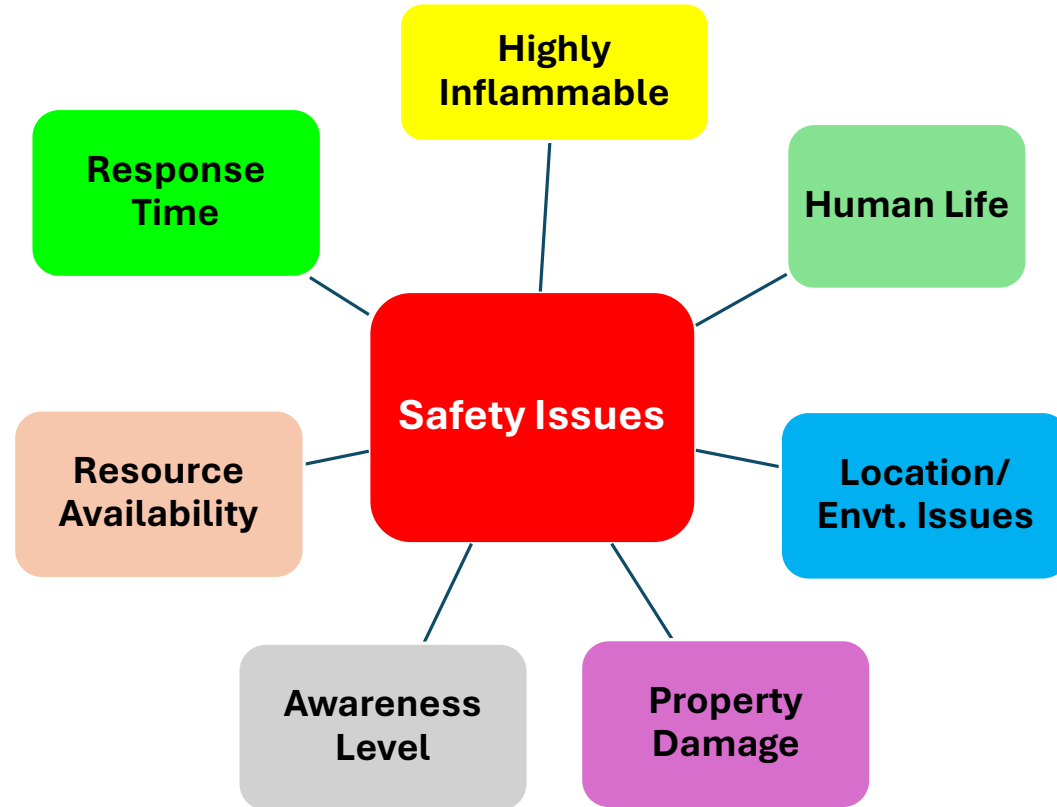 Highly
Inflammable
Response
Time
Human Life
Safety Issues
Resource
Availability
Location/
Envt. Issues
Awareness
Level
Property
Damage